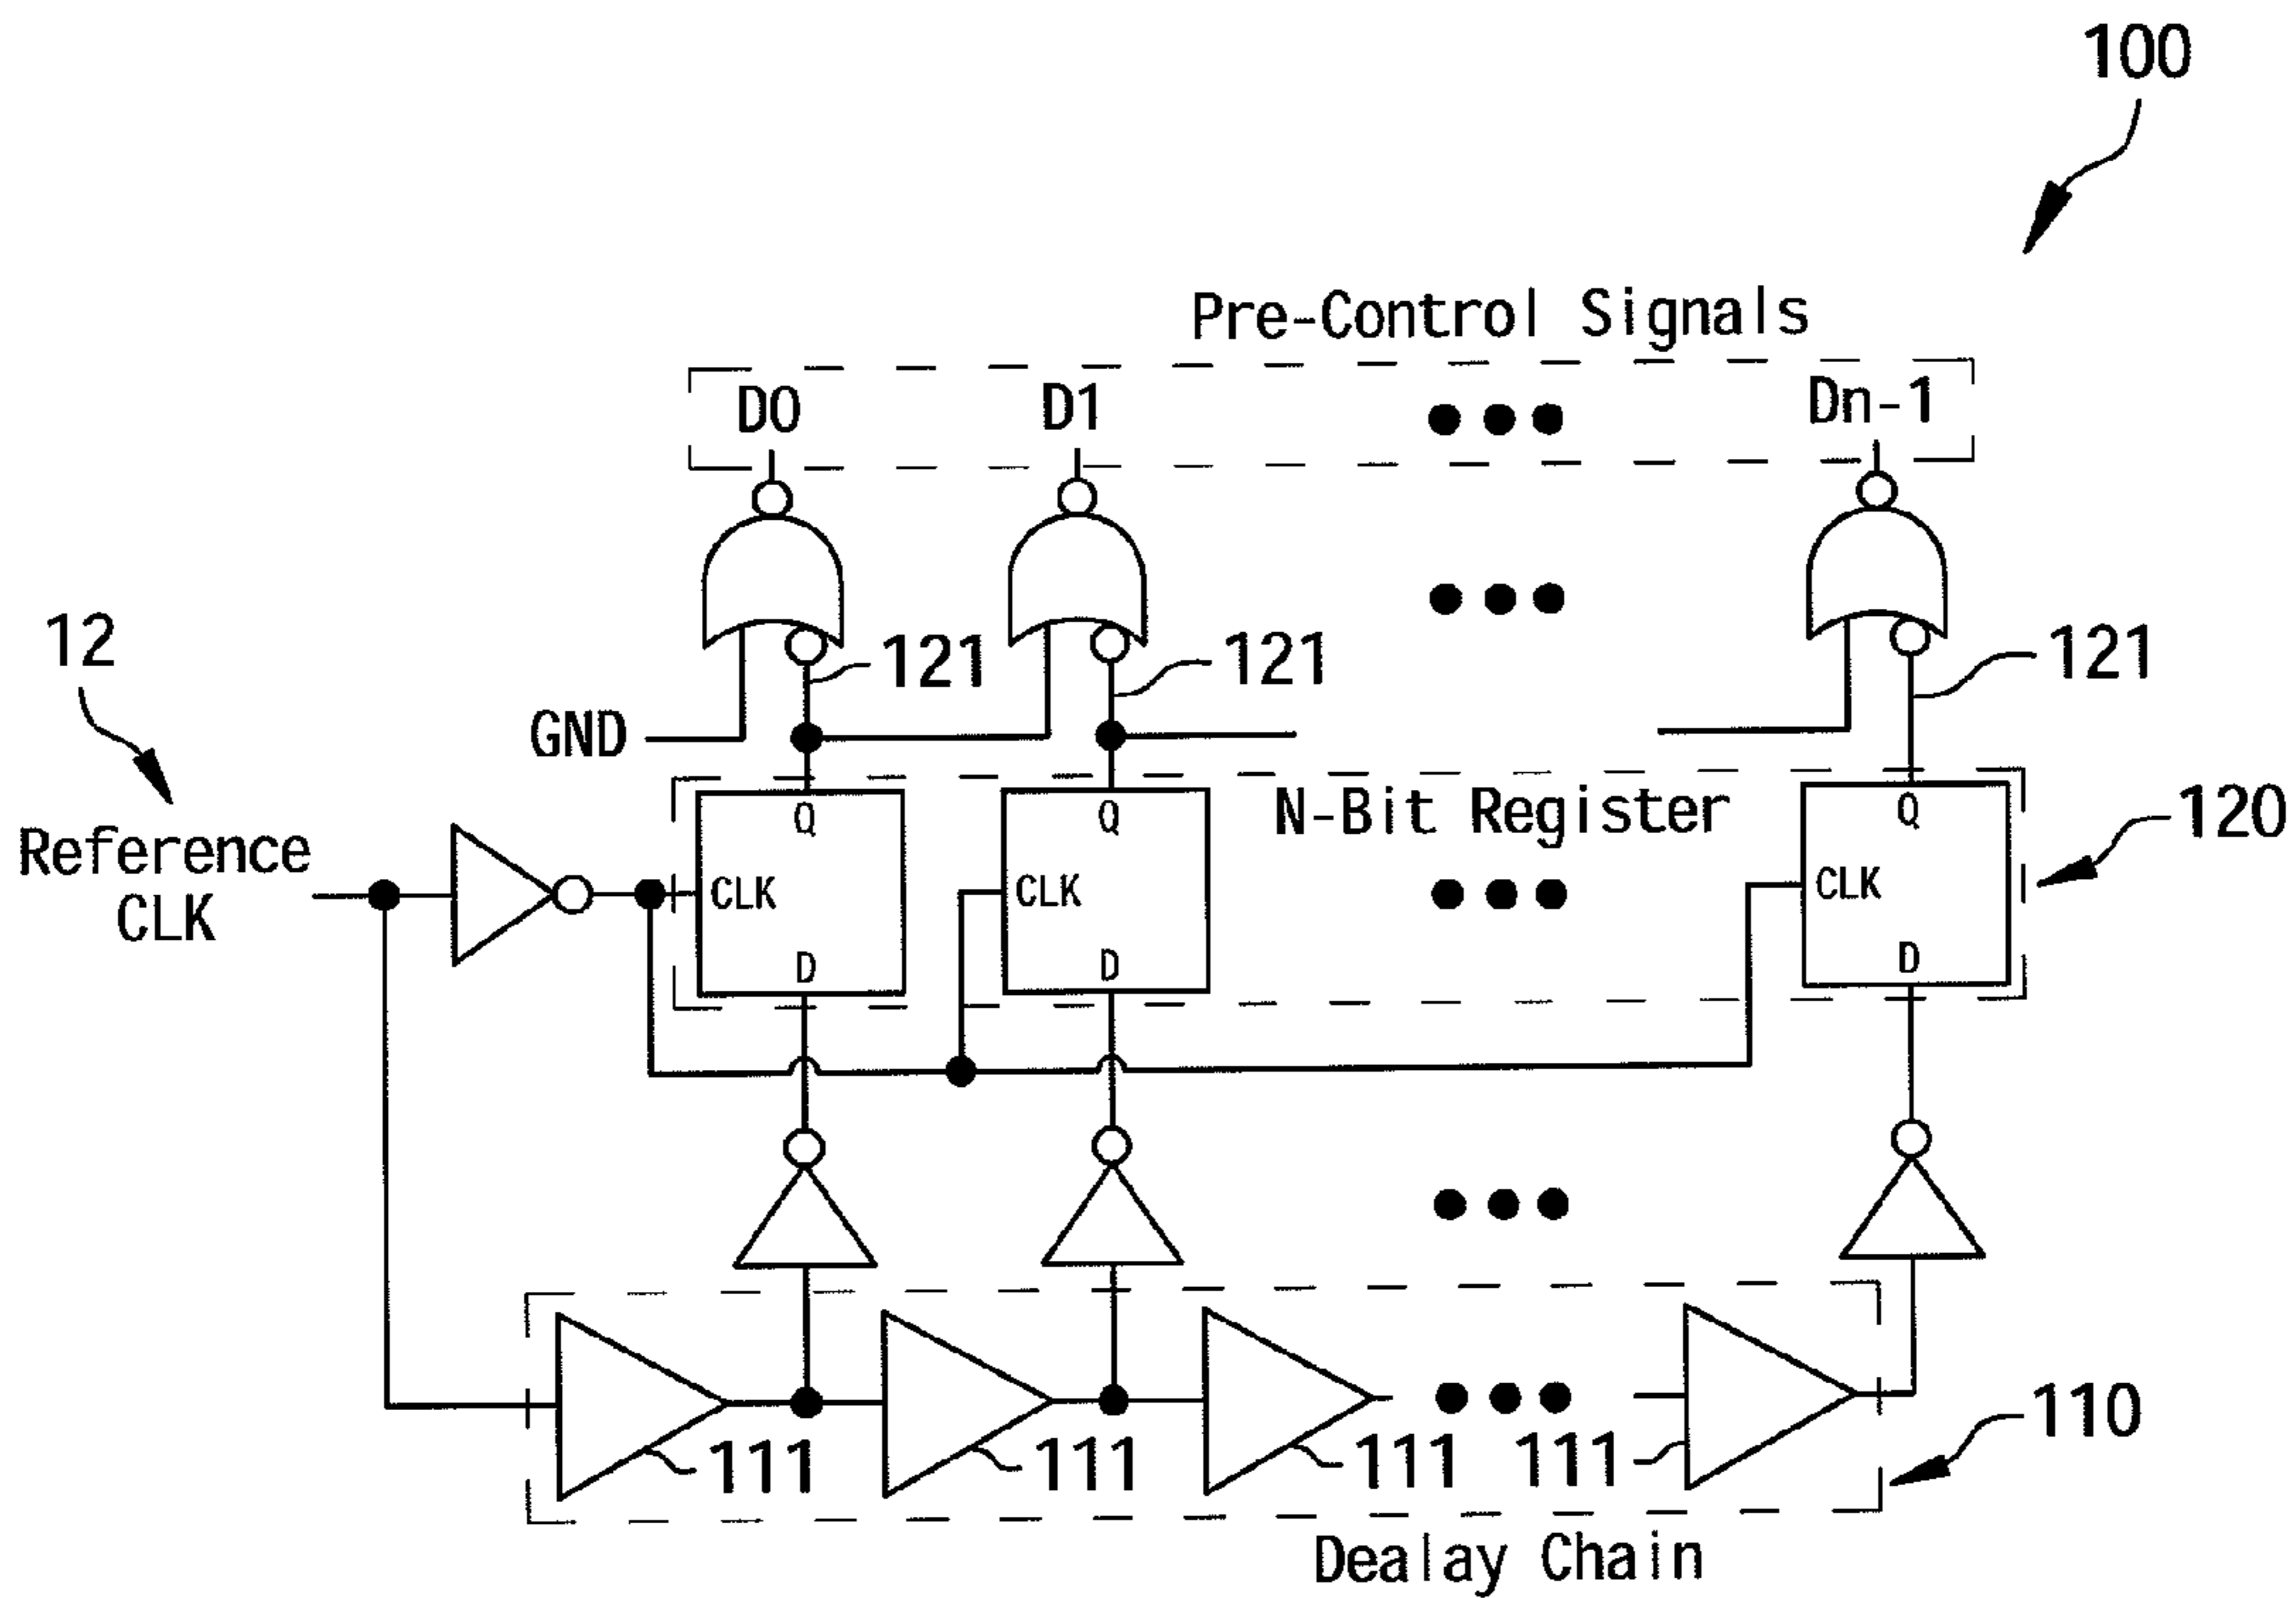 100
Pre-Control Signals
D0 D1 Dn-1
12
121 121 121
GND
Reference
CLK
Q Q N-Bit Register Q
120
CLK CLK CLK
D D D
111 111 111 111
110
Dealay Chain